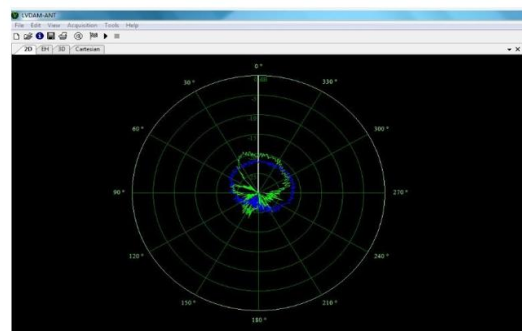 LVDAM-ANT
File Edit View Acquisition Tools Help
2D EH 3D Cartesian
0°
30° 330°
60° 300°
90° 270°
120° 240°
150° 210°
180°